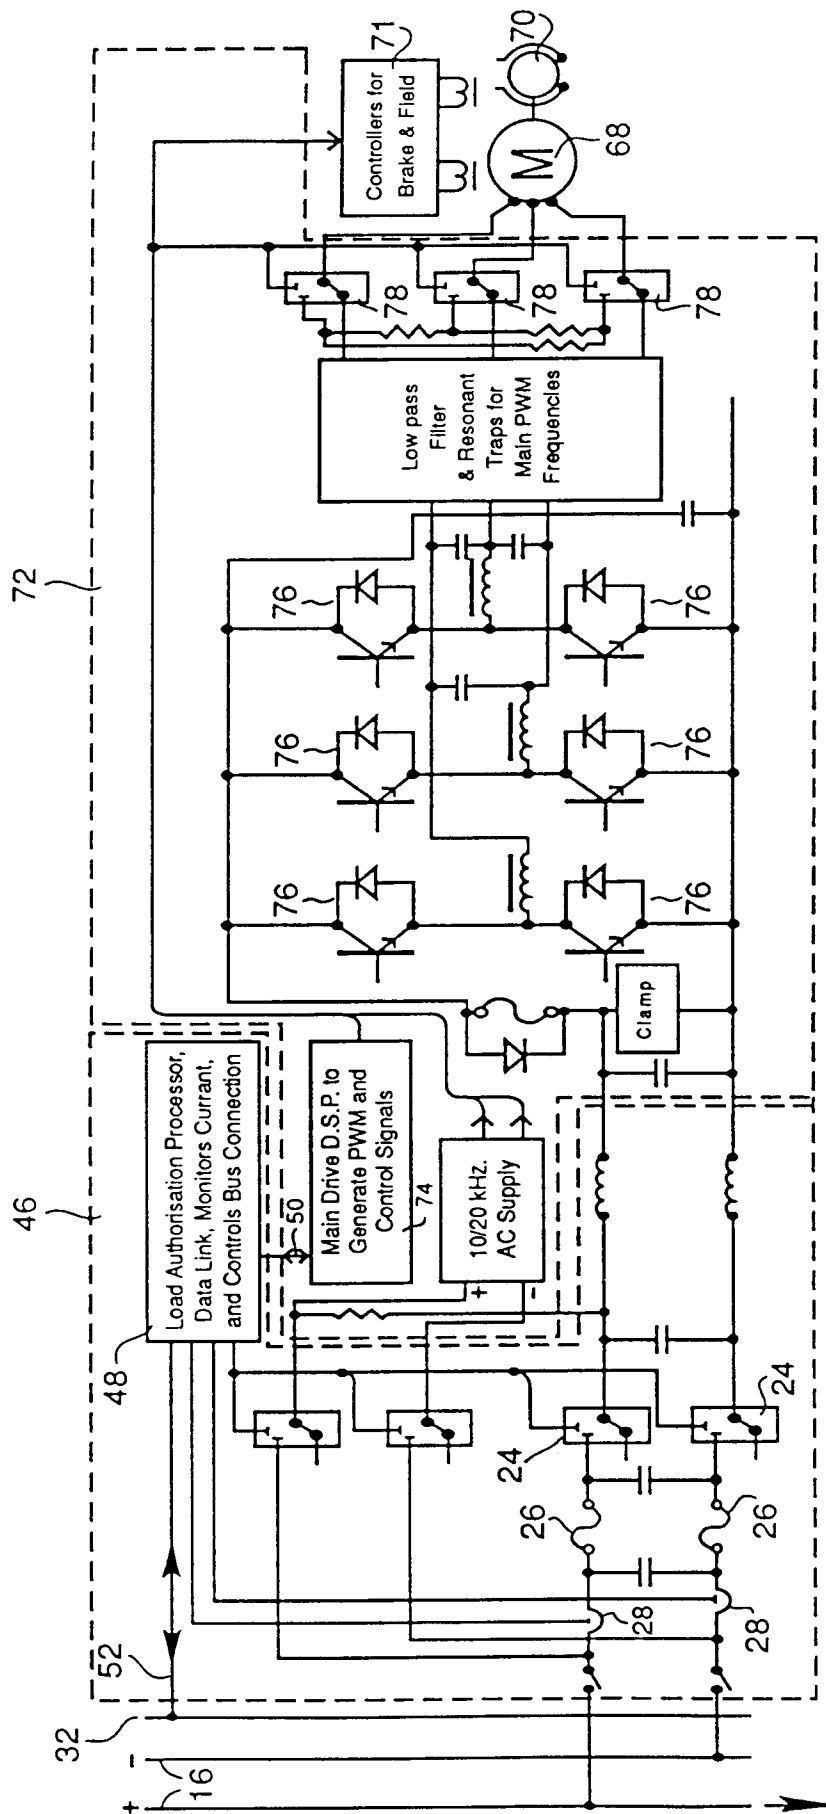 72
46
Load Authorisation Processor,
Data Link, Monitors Currant,
and Controls Bus Connection
48
50
Main Drive D.S.P. to
Generate PWM and
Control Signals
74
10/20 kHz.
AC Supply
+
-
Clamp
76
76
76
76
76
76
Low pass
Filter
& Resonant
Traps for
Main PWM
Frequencies
78
78
78
Controllers for
Brake & Field
71
70
M
68
52
32
-
16
+
24
24
26
26
28
28